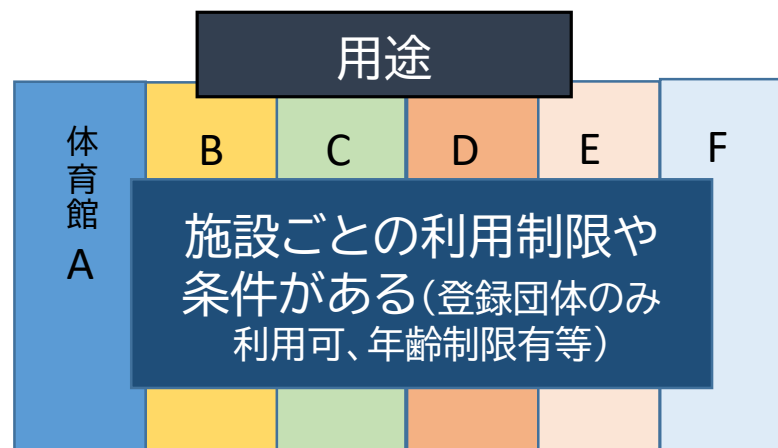 用途
体育館A
B
C
D
E
F
施設ごとの利用制限や
条件がある(登録団体のみ
利用可、年齢制限有等)